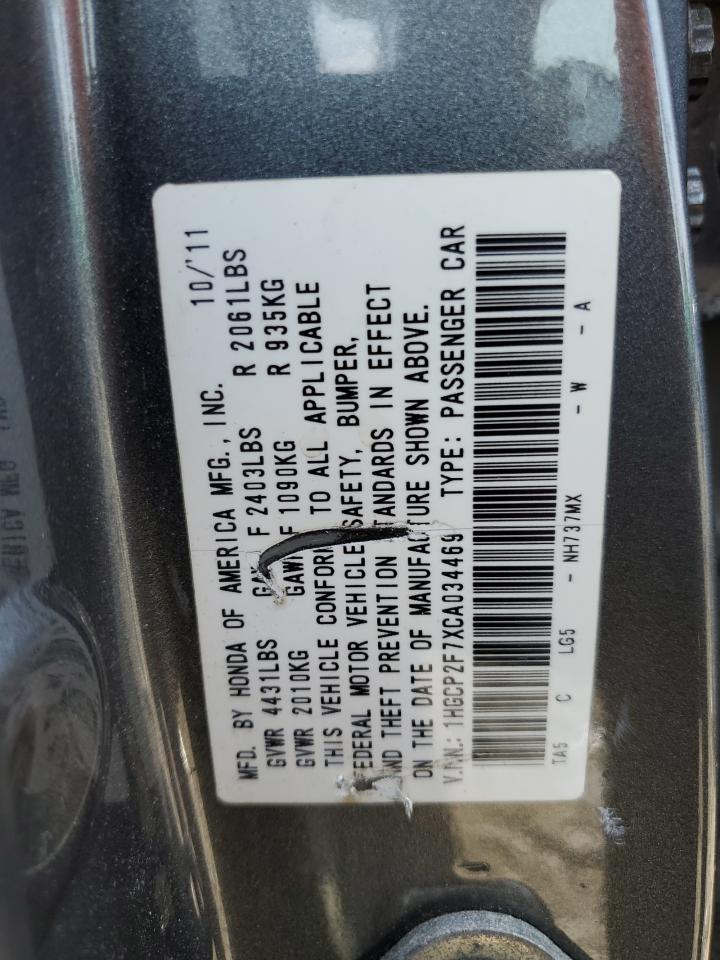 MFD. BY HONDA OF AMERICA MFG., INC. 10/'11
GVWR 4431LBS F 2403LBS R 2061LBS
GVWR 2010KG GAWR F 1090KG R 935KG
THIS VEHICLE CONFORM TO ALL APPLICABLE
FEDERAL MOTOR VEHICLE SAFETY, BUMPER,
AND THEFT PREVENTION STANDARDS IN EFFECT
ON THE DATE OF MANUFACTURE SHOWN ABOVE.
V.I.N.: 1HGCP2F7XCA034469 TYPE: PASSENGER CAR
TA5 C LG5 - NH737MX - W - A